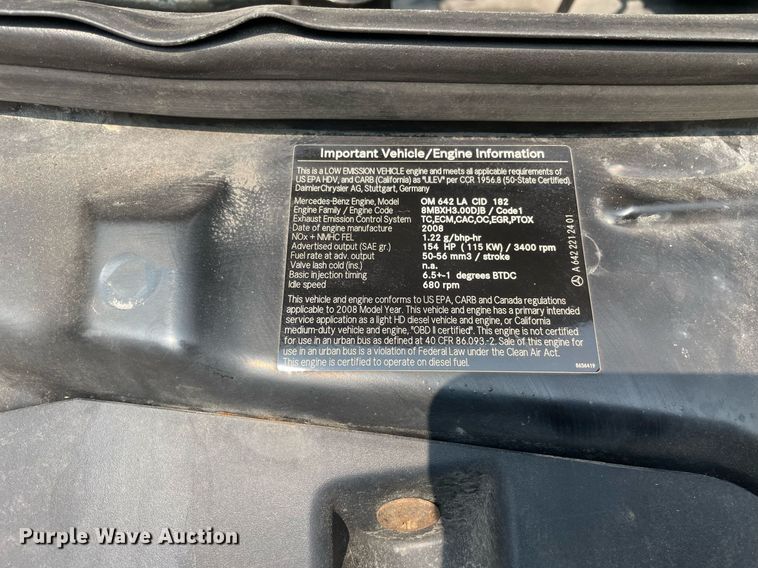 Important Vehicle/Engine Information
This is a LOW EMISSION VEHICLE engine and meets all applicable requirements of
US EPA HDV, and CARB (California) as "ULEV" per CCR 1956.8 (50-State Certified).
DaimlerChrysler AG, Stuttgart, Germany
Mercedes-Benz Engine, Model OM 642 LA CID 182
Engine Family / Engine Code 8MBXH3.00DJB / Code1
Exhaust Emission Control System TC,ECM,CAC,OC,EGR,PTOX
Date of engine manufacture 2008
NOx + NMHC FEL 1.22 g/bhp-hr
Advertised output (SAE gr.) 154 HP ( 115 KW) / 3400 rpm
Fuel rate at adv. output 50-56 mm3 / stroke
Valve lash cold (ins.) n.a.
Basic injection timing 6.5+-1 degrees BTDC
Idle speed 680 rpm
This vehicle and engine conforms to US EPA, CARB and Canada regulations
applicable to 2008 Model Year. This vehicle and engine has a primary intended
service application as a light HD diesel vehicle and engine, or California
medium-duty vehicle and engine, "OBD II certified". This engine is not certified
for use in an urban bus as defined at 40 CFR 86.093.-2. Sale of this engine for
use in an urban bus is a violation of Federal Law under the Clean Air Act.
This engine is certified to operate on diesel fuel.
A 642 221 24 01
Purple Wave Auction